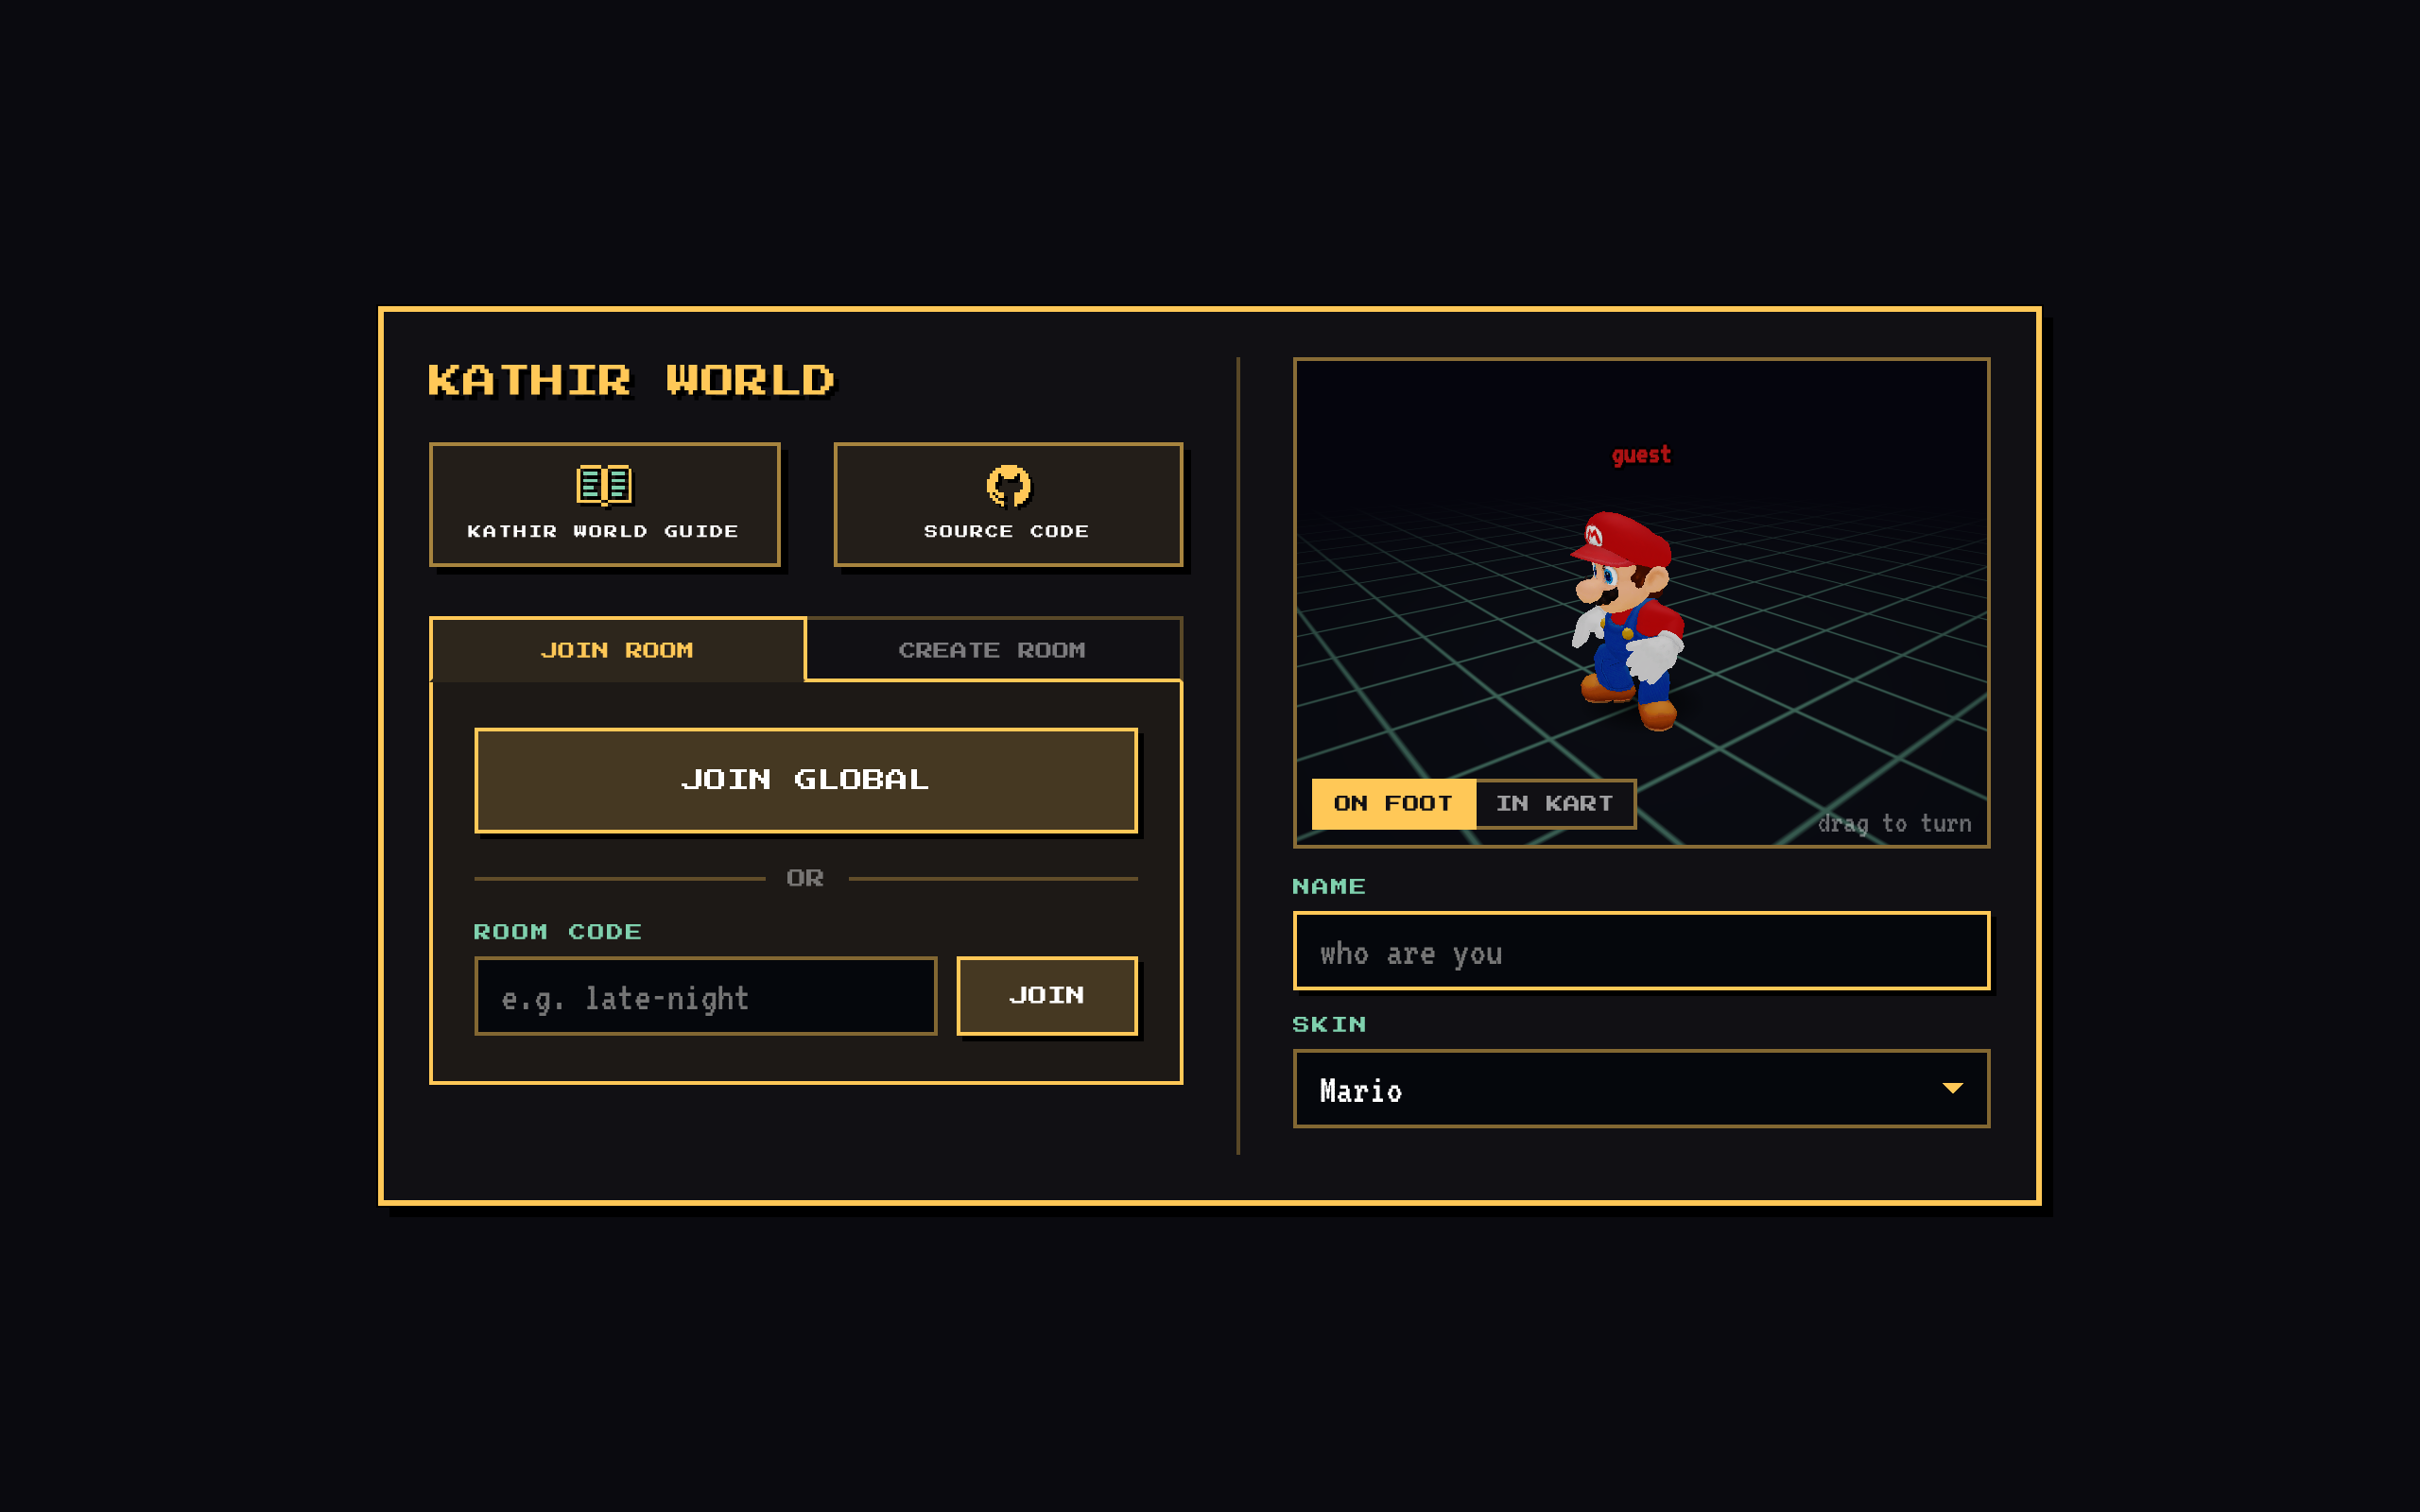 KATHIR WORLD
KATHIR WORLD GUIDE
SOURCE CODE
JOIN ROOM
CREATE ROOM
JOIN GLOBAL
OR
ROOM CODE
e.g. late-night
JOIN
guest
M
ON FOOT
IN KART
drag to turn
NAME
who are you
SKIN
Mario